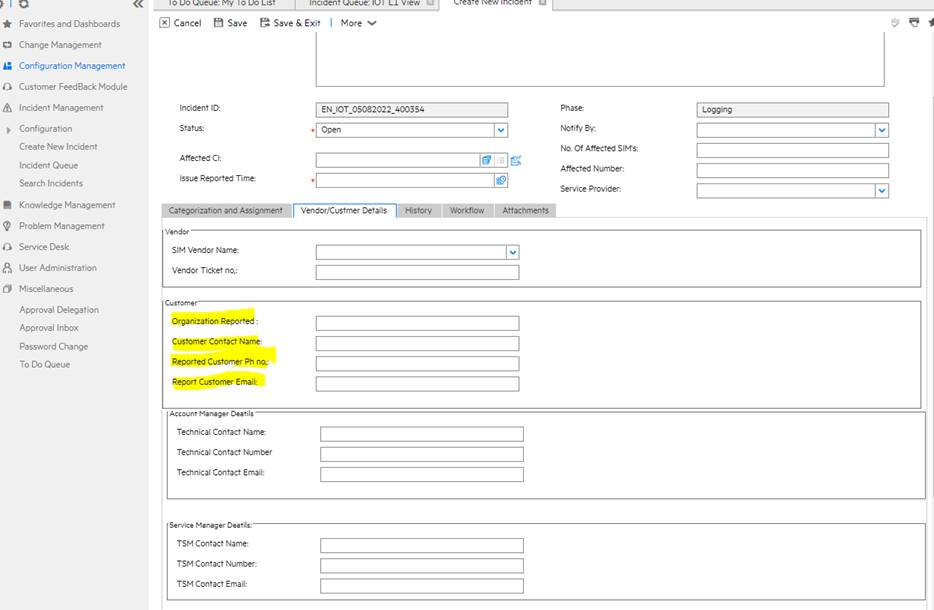 To Do Queue: My To Do List
Incident Queue: IOT L1 View
Create New Incident
Cancel
Save
Save & Exit
More
Favorites and Dashboards
Change Management
Configuration Management
Customer FeedBack Module
Incident Management
Configuration
Create New Incident
Incident Queue
Search Incidents
Knowledge Management
Problem Management
Service Desk
User Administration
Miscellaneous
Approval Delegation
Approval Inbox
Password Change
To Do Queue
Incident ID: EN_IOT_05082022_400354
Status: Open
Affected CI:
Issue Reported Time:
Phase: Logging
Notify By:
No. Of Affected SIM's:
Affected Number:
Service Provider:
Categorization and Assignment
Vendor/Custmer Details
History
Workflow
Attachments
Vendor
SIM Vendor Name:
Vendor Ticket no,:
Customer
Organization Reported :
Customer Contact Name:
Reported Customer Ph no,:
Report Customer Email:
Account Manager Deatils
Technical Contact Name:
Technical Contact Number
Technical Contact Email:
Service Manager Deatils:
TSM Contact Name:
TSM Contact Number:
TSM Contact Email: